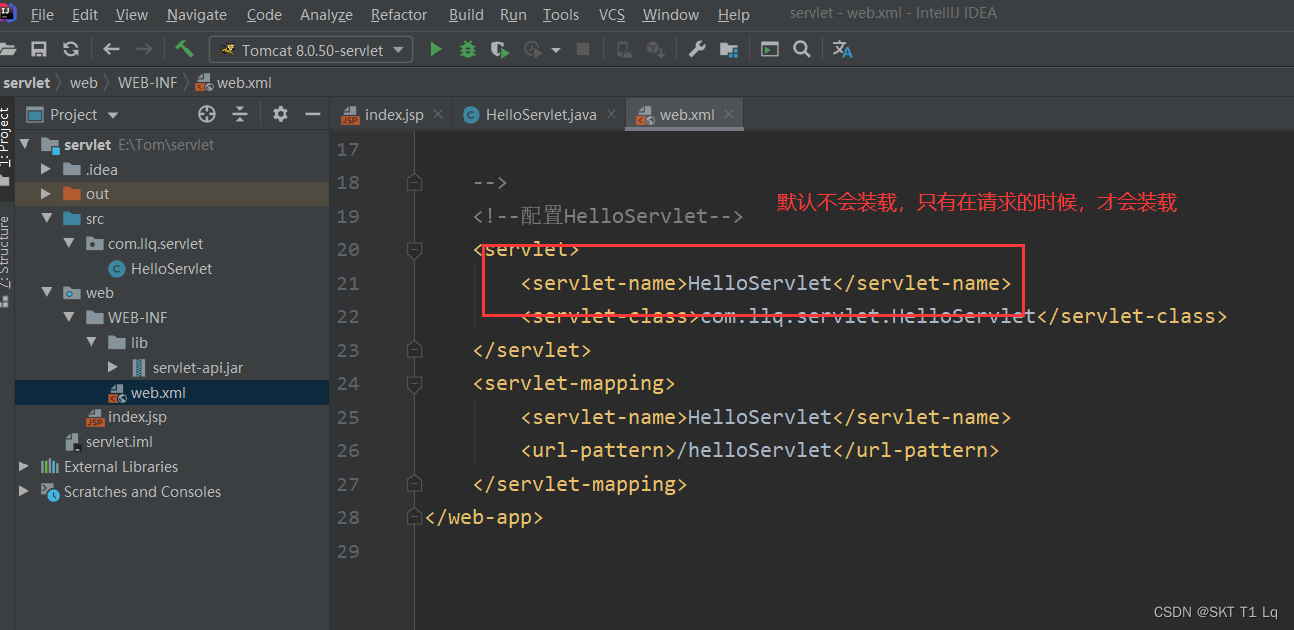 File Edit View Navigate Code Analyze Refactor Build Run Tools VCS Window Help servlet - web.xml - IntelliJ IDEA
Tomcat 8.0.50-servlet
servlet web WEB-INF web.xml
1: Project
7: Structure
Project
servlet E:\Tom\servlet
.idea
out
src
com.llq.servlet
HelloServlet
web
WEB-INF
lib
servlet-api.jar
web.xml
index.jsp
servlet.iml
External Libraries
Scratches and Consoles
index.jsp HelloServlet.java web.xml
17
18 -->
默认不会装载，只有在请求的时候，才会装载
19 <!--配置HelloServlet-->
20 <servlet>
21 <servlet-name>HelloServlet</servlet-name>
22 <servlet-class>com.llq.servlet.HelloServlet</servlet-class>
23 </servlet>
24 <servlet-mapping>
25 <servlet-name>HelloServlet</servlet-name>
26 <url-pattern>/helloServlet</url-pattern>
27 </servlet-mapping>
28 </web-app>
29
CSDN @SKT T1 Lq